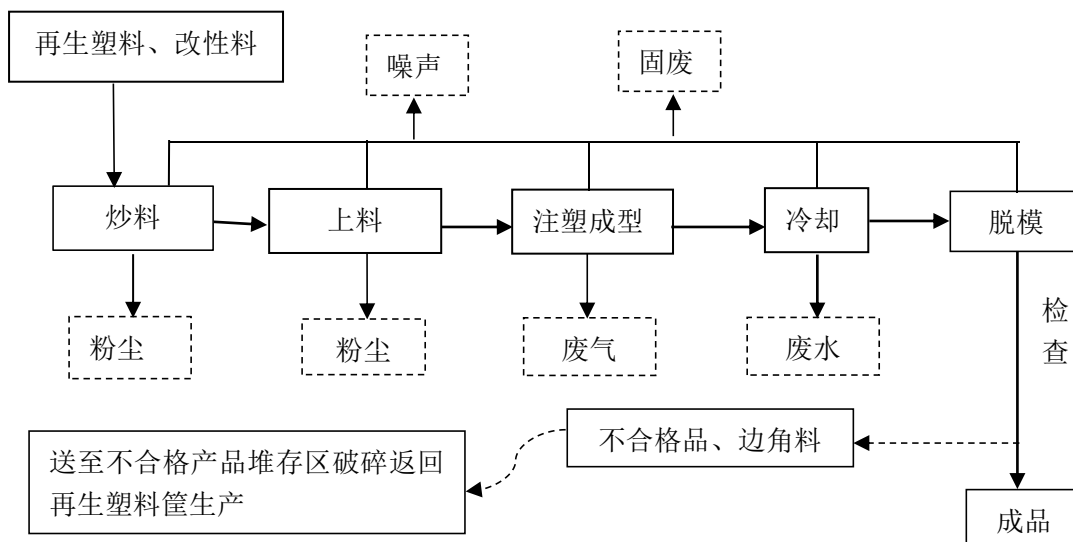 再生塑料、改性料
噪声
固废
炒料
上料
注塑成型
冷却
脱模
粉尘
粉尘
废气
废水
检
查
不合格品、边角料
送至不合格产品堆存区破碎返回
再生塑料筐生产
成品